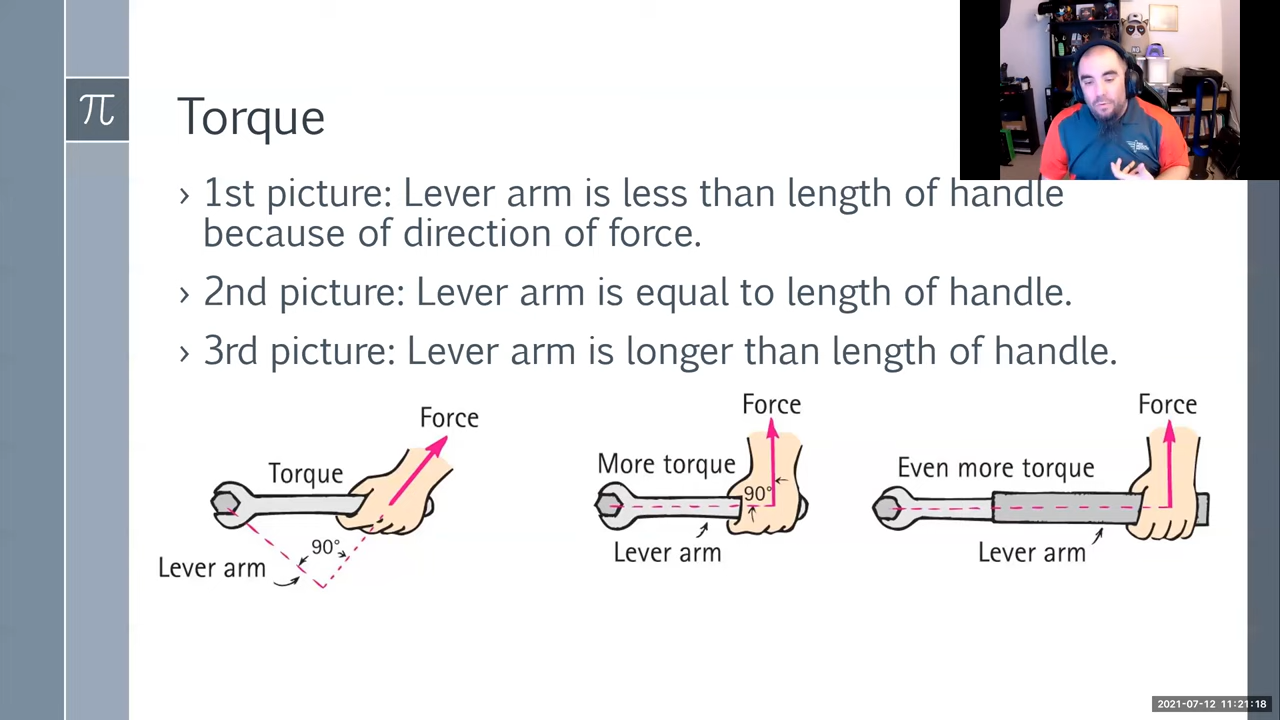 π
Torque
› 1st picture: Lever arm is less than length of handle
because of direction of force.
› 2nd picture: Lever arm is equal to length of handle.
› 3rd picture: Lever arm is longer than length of handle.
Force
Torque
90°
Lever arm
Force
More torque
90°
Lever arm
Force
Even more torque
Lever arm
2021-07-12 11:21:18